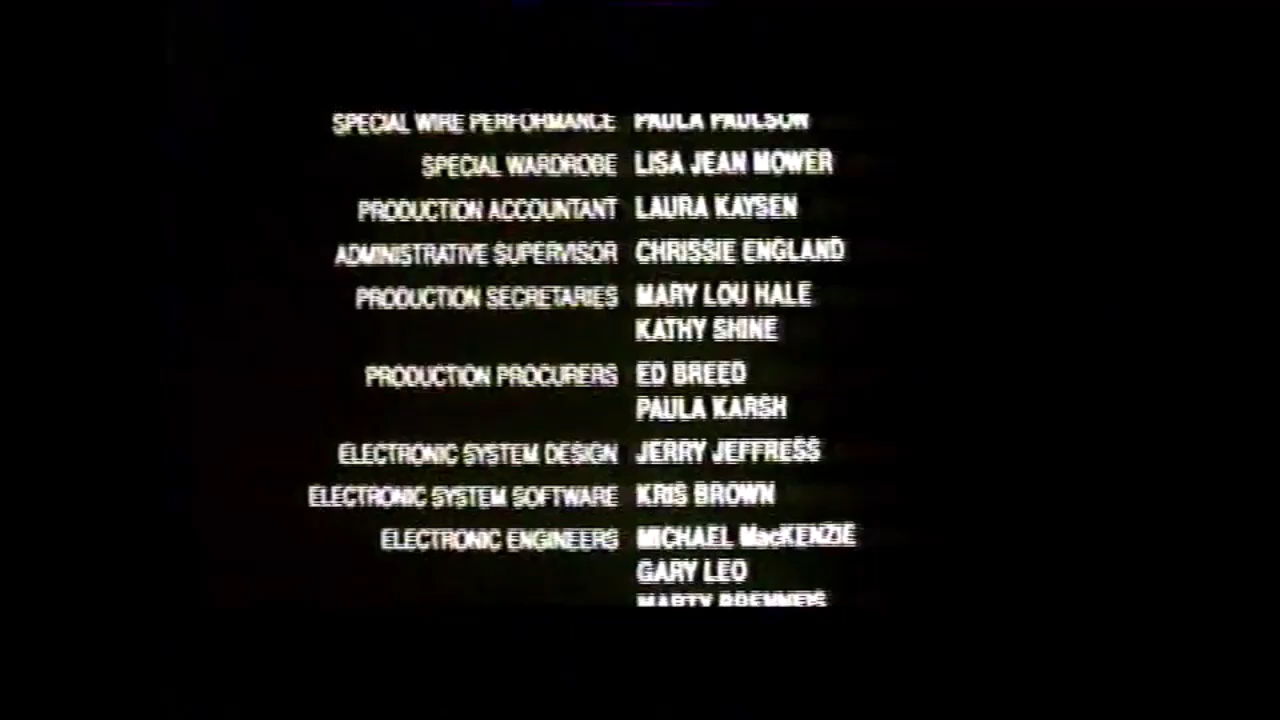 SPECIAL WIRE PERFORMANCE PAULA PAULSON
SPECIAL WARDROBE LISA JEAN MOWER
PRODUCTION ACCOUNTANT LAURA KAYSEN
ADMINISTRATIVE SUPERVISOR CHRISSIE ENGLAND
PRODUCTION SECRETARIES MARY LOU HALE
KATHY SHINE
PRODUCTION PROCURERS ED BREED
PAULA KARSH
ELECTRONIC SYSTEM DESIGN JERRY JEFFRESS
ELECTRONIC SYSTEM SOFTWARE KRIS BROWN
ELECTRONIC ENGINEERS MICHAEL MacKENZIE
GARY LEO
MARTY